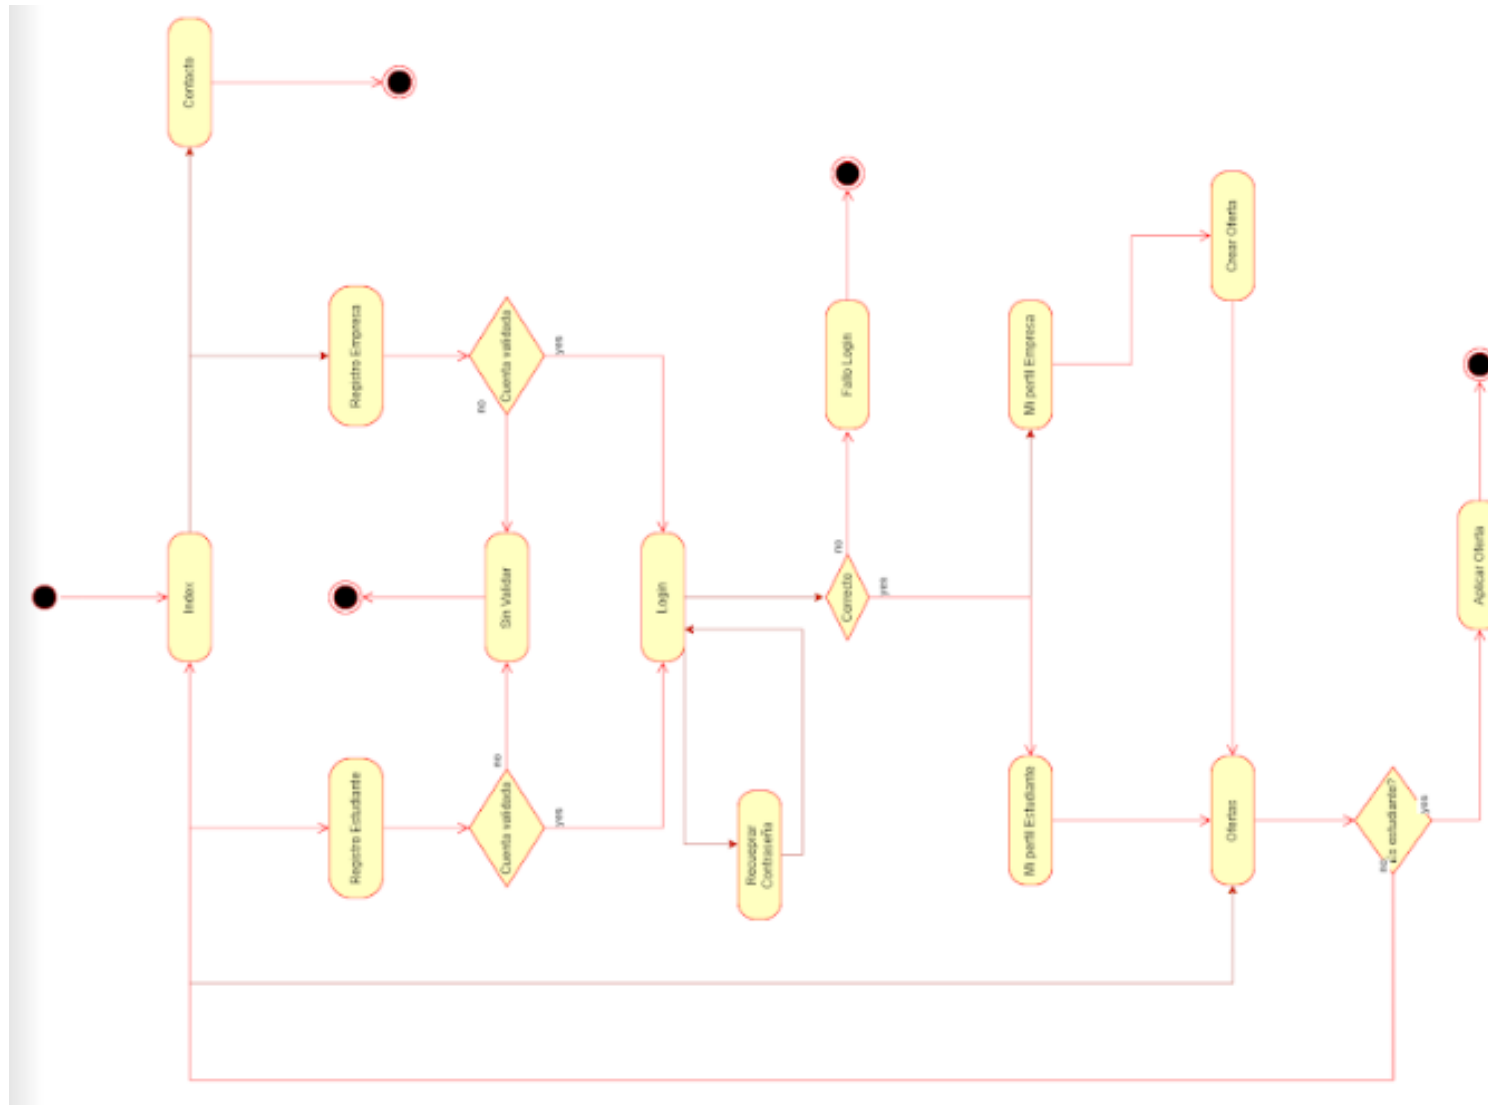 Contacto
Registro Empresa
Cuenta validada
yes
no
Index
Sin Validar
Login
Registro Estudiante
Cuenta validada
no
yes
Recueprar
Contraseña
Fallo Login
no
Correcto
yes
Mi perfil Empresa
Crear Oferta
Mi perfil Estudiante
Ofertas
Es estudiante?
no
yes
Aplicar Oferta